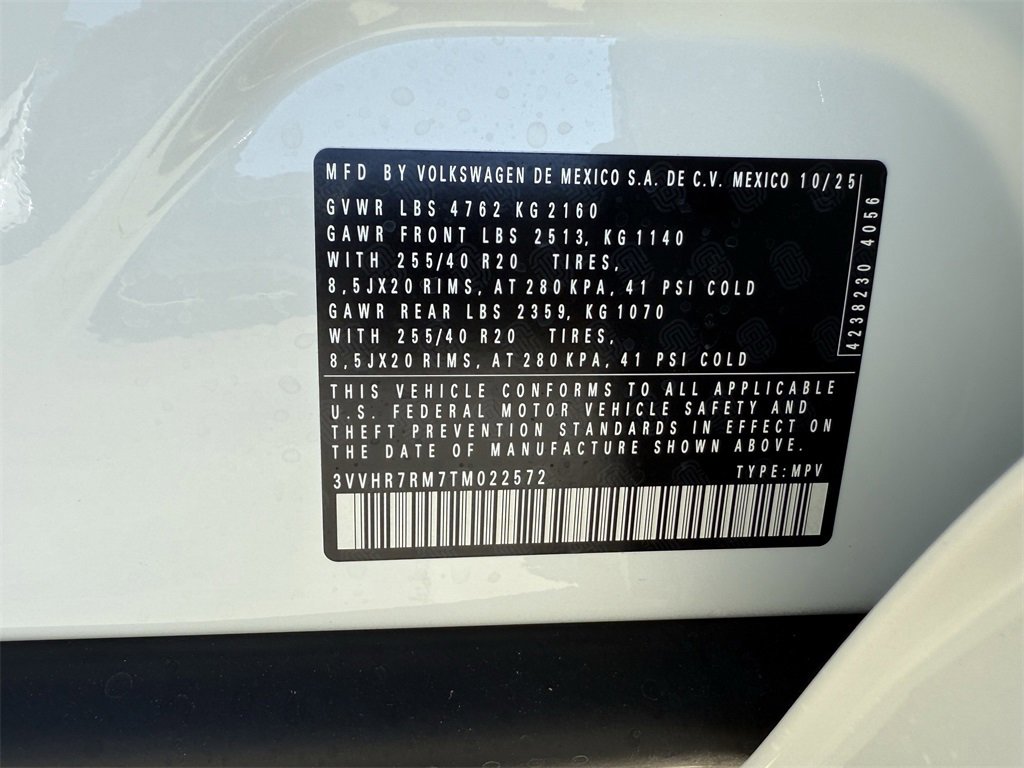 MFD BY VOLKSWAGEN DE MEXICO S.A. DE C.V. MEXICO 10/25
GVWR LBS 4762 KG 2160
GAWR FRONT LBS 2513, KG 1140
WITH 255/40 R20 TIRES,
8,5JX20 RIMS, AT 280 KPA, 41 PSI COLD
GAWR REAR LBS 2359, KG 1070
WITH 255/40 R20 TIRES,
8,5JX20 RIMS, AT 280 KPA, 41 PSI COLD
4238230 4056
THIS VEHICLE CONFORMS TO ALL APPLICABLE
U.S. FEDERAL MOTOR VEHICLE SAFETY AND
THEFT PREVENTION STANDARDS IN EFFECT ON
THE DATE OF MANUFACTURE SHOWN ABOVE.
3VVHR7RM7TM022572 TYPE: MPV